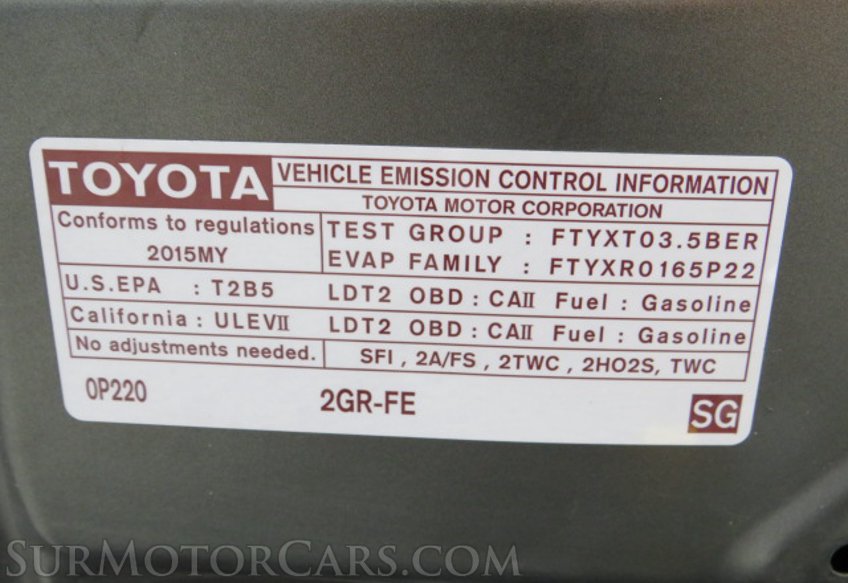 TOYOTA
VEHICLE EMISSION CONTROL INFORMATION
TOYOTA MOTOR CORPORATION
Conforms to regulations
2015MY
TEST GROUP : FTYXT03.5BER
EVAP FAMILY : FTYXR0165P22
U.S.EPA : T2B5 LDT2 OBD : CAII Fuel : Gasoline
California : ULEVII LDT2 OBD : CAII Fuel : Gasoline
No adjustments needed.
SFI , 2A/FS , 2TWC , 2HO2S, TWC
0P220
2GR-FE
SG
SURMOTORCARS.COM